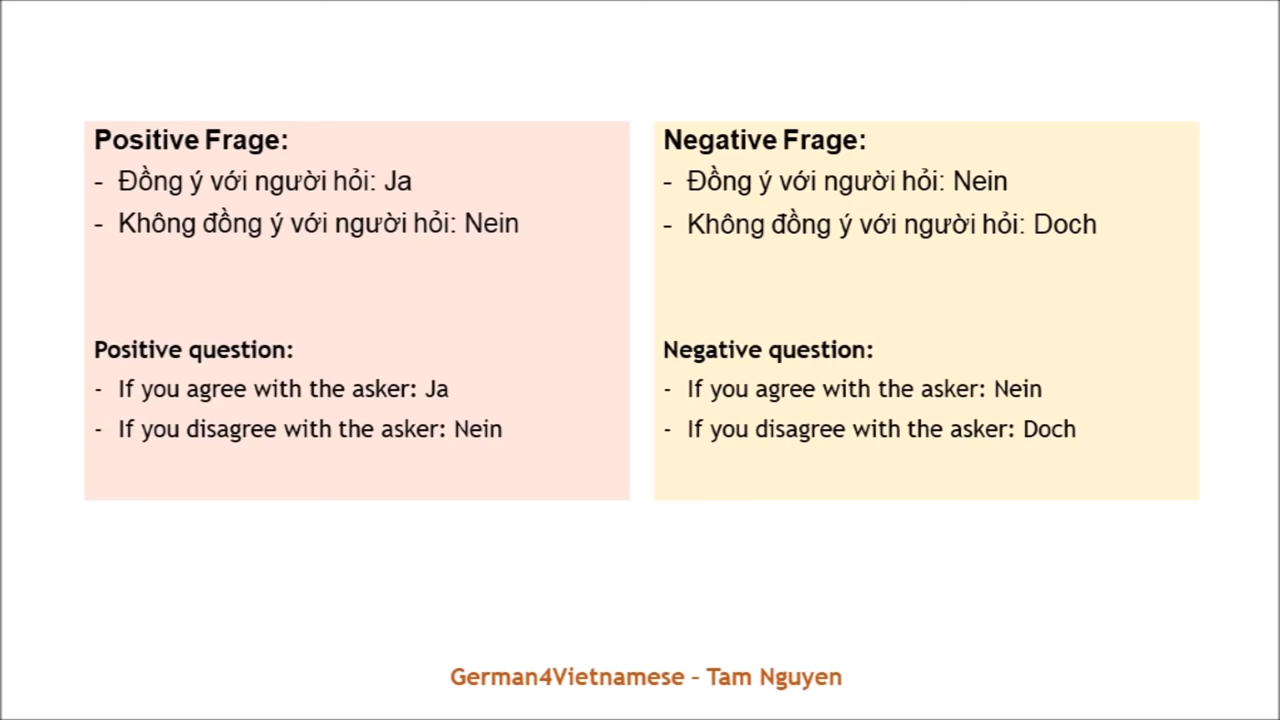 Positive Frage:
- Đồng ý với người hỏi: Ja
- Không đồng ý với người hỏi: Nein
Positive question:
- If you agree with the asker: Ja
- If you disagree with the asker: Nein
Negative Frage:
- Đồng ý với người hỏi: Nein
- Không đồng ý với người hỏi: Doch
Negative question:
- If you agree with the asker: Nein
- If you disagree with the asker: Doch
German4Vietnamese – Tam Nguyen